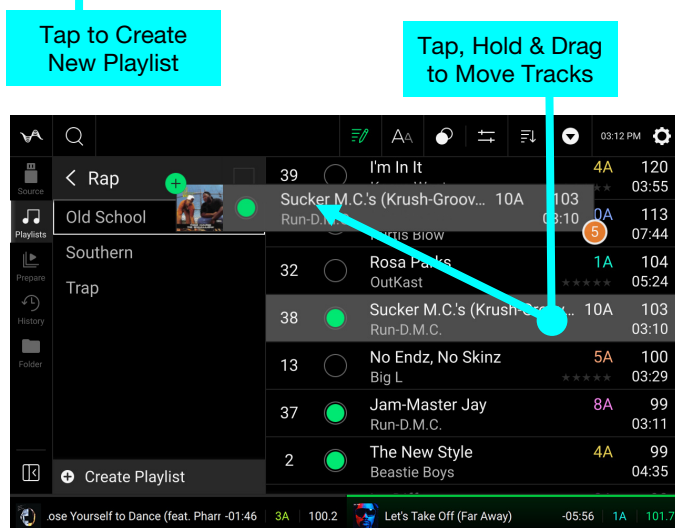 Tap to Create
New Playlist
Tap, Hold & Drag
to Move Tracks
AA
03:12 PM
Source
Playlists
Prepare
History
Folder
Rap
Old School
Southern
Trap
Create Playlist
39 I'm In It 4A 120
03:55
Sucker M.C.'s (Krush-Groov... 10A 103
Run-D.M.C. 03:10
0A 113
Kurtis Blow 07:44
5
32 Rosa Parks 1A 104
OutKast ★★★★★ 05:24
38 Sucker M.C.'s (Krush-Groov... 10A 103
Run-D.M.C. 03:10
13 No Endz, No Skinz 5A 100
Big L ★★★★★ 03:29
37 Jam-Master Jay 8A 99
Run-D.M.C. 03:11
2 The New Style 4A 99
Beastie Boys 04:35
.ose Yourself to Dance (feat. Pharr -01:46 3A 100.2
Let's Take Off (Far Away) -05:56 1A 101.7